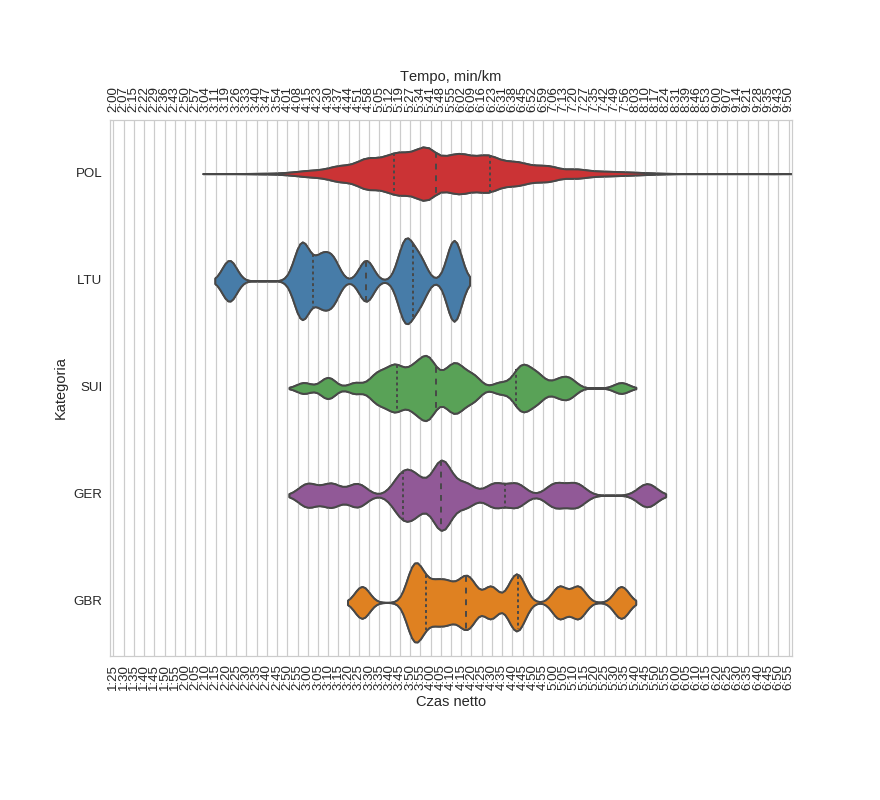 Tempo, min/km
2:00 2:07 2:15 2:22 2:29 2:36 2:43 2:50 2:57 3:04 3:11 3:19 3:26 3:33 3:40 3:47 3:54 4:01 4:08 4:15 4:23 4:30 4:37 4:44 4:51 4:58 5:05 5:12 5:19 5:27 5:34 5:41 5:48 5:55 6:02 6:09 6:16 6:23 6:31 6:38 6:45 6:52 6:59 7:06 7:13 7:20 7:27 7:35 7:42 7:49 7:56 8:03 8:10 8:17 8:24 8:31 8:39 8:46 8:53 9:00 9:07 9:14 9:21 9:28 9:35 9:43 9:50
POL
LTU
SUI
GER
GBR
Kategoria
1:25 1:30 1:35 1:40 1:45 1:50 1:55 2:00 2:05 2:10 2:15 2:20 2:25 2:30 2:35 2:40 2:45 2:50 2:55 3:00 3:05 3:10 3:15 3:20 3:25 3:30 3:35 3:40 3:45 3:50 3:55 4:00 4:05 4:10 4:15 4:20 4:25 4:30 4:35 4:40 4:45 4:50 4:55 5:00 5:05 5:10 5:15 5:20 5:25 5:30 5:35 5:40 5:45 5:50 5:55 6:00 6:05 6:10 6:15 6:20 6:25 6:30 6:35 6:40 6:45 6:50 6:55
Czas netto